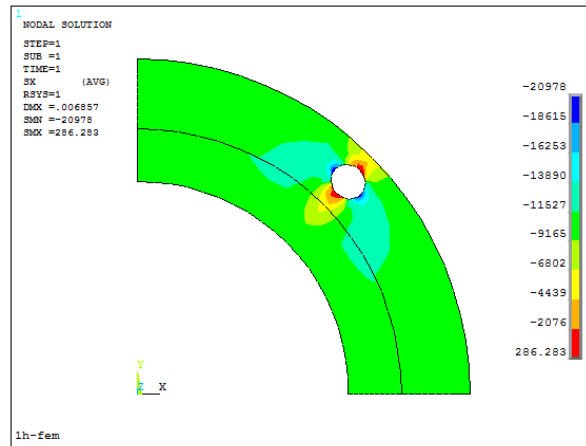 1
NODAL SOLUTION
STEP=1
SUB =1
TIME=1
SX (AVG)
RSYS=1
DMX =.006857
SMN =-20978
SMX =286.283
-20978
-18615
-16253
-13890
-11527
-9165
-6802
-4439
-2076
286.283
Y
Z X
1h-fem